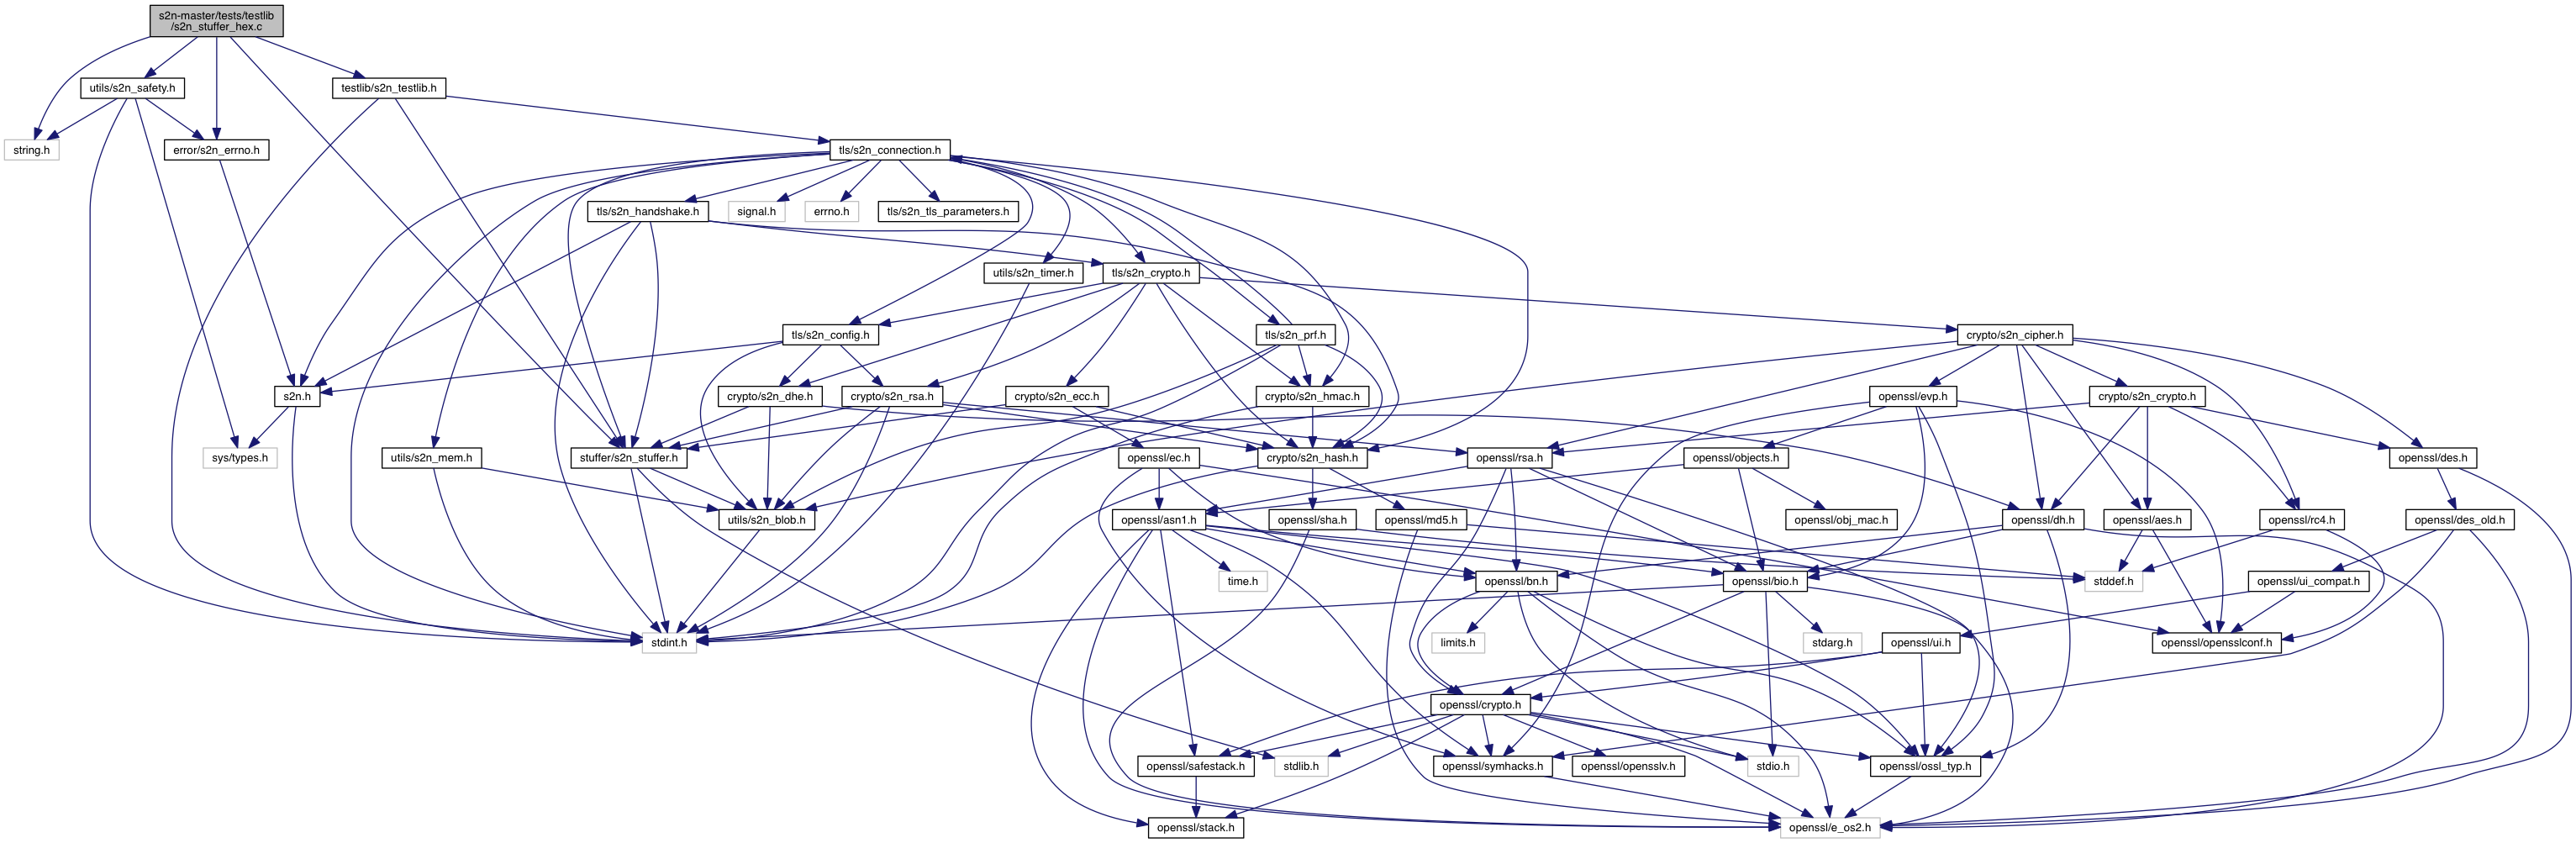 s2n-master/tests/testlib
/s2n_stuffer_hex.c
utils/s2n_safety.h
testlib/s2n_testlib.h
string.h
error/s2n_errno.h
tls/s2n_connection.h
tls/s2n_handshake.h
signal.h
errno.h
tls/s2n_tls_parameters.h
utils/s2n_timer.h
tls/s2n_crypto.h
tls/s2n_config.h
tls/s2n_prf.h
crypto/s2n_cipher.h
s2n.h
crypto/s2n_dhe.h
crypto/s2n_rsa.h
crypto/s2n_ecc.h
crypto/s2n_hmac.h
openssl/evp.h
crypto/s2n_crypto.h
sys/types.h
utils/s2n_mem.h
stuffer/s2n_stuffer.h
openssl/ec.h
crypto/s2n_hash.h
openssl/rsa.h
openssl/objects.h
openssl/des.h
utils/s2n_blob.h
openssl/asn1.h
openssl/sha.h
openssl/md5.h
openssl/obj_mac.h
openssl/dh.h
openssl/aes.h
openssl/rc4.h
openssl/des_old.h
time.h
openssl/bn.h
openssl/bio.h
stddef.h
openssl/ui_compat.h
stdint.h
limits.h
stdarg.h
openssl/ui.h
openssl/opensslconf.h
openssl/crypto.h
openssl/safestack.h
stdlib.h
openssl/symhacks.h
openssl/opensslv.h
stdio.h
openssl/ossl_typ.h
openssl/stack.h
openssl/e_os2.h